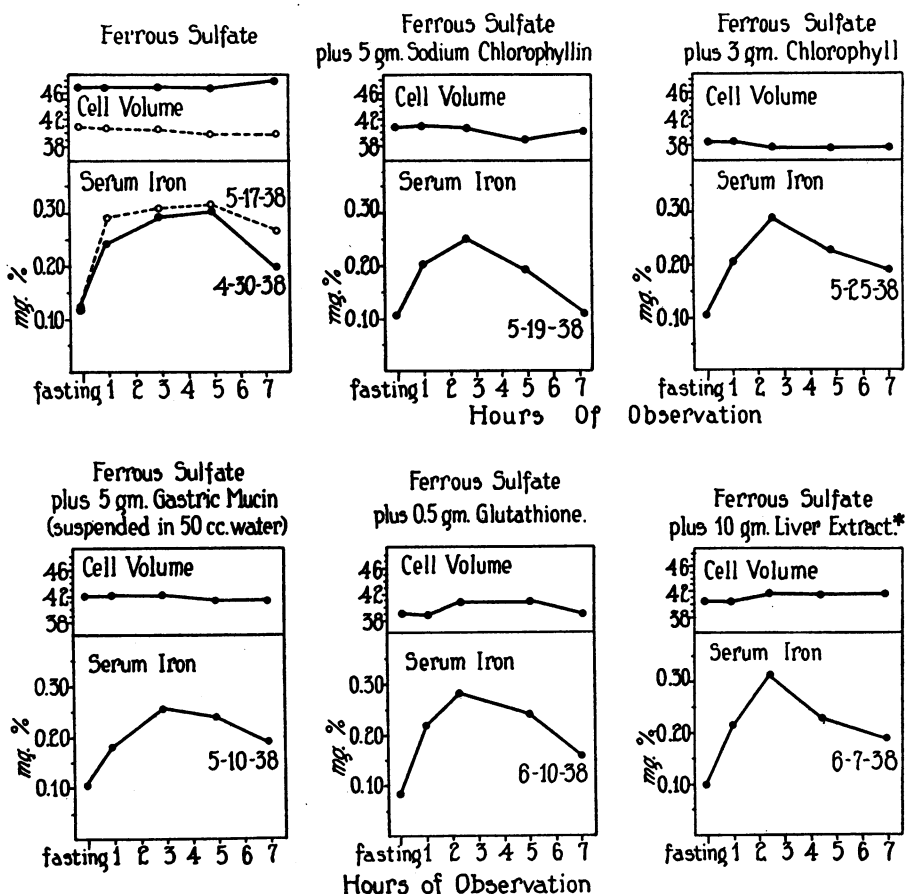 Ferrous Sulfate
46
42
38
Cell Volume
Serum Iron
0.30
0.20
0.10
mg. %
5-17-38
4-30-38
fasting 1 2 3 4 5 6 7
Ferrous Sulfate
plus 5 gm. Sodium Chlorophyllin
46
42
38
Cell Volume
Serum Iron
0.30
0.20
0.10
mg. %
5-19-38
fasting 1 2 3 4 5 6 7
Ferrous Sulfate
plus 3 gm. Chlorophyll
46
42
38
Cell Volume
Serum Iron
0.30
0.20
0.10
mg. %
5-25-38
fasting 1 2 3 4 5 6 7
Hours Of Observation
Ferrous Sulfate
plus 5 gm. Gastric Mucin
(suspended in 50 cc. water)
46
42
38
Cell Volume
Serum Iron
0.30
0.20
0.10
mg. %
5-10-38
fasting 1 2 3 4 5 6 7
Ferrous Sulfate
plus 0.5 gm. Glutathione.
46
42
38
Cell Volume
Serum Iron
0.30
0.20
0.10
mg. %
6-10-38
fasting 1 2 3 4 5 6 7
Ferrous Sulfate
plus 10 gm. Liver Extract.*
46
42
38
Cell Volume
Serum Iron
0.30
0.20
0.10
mg. %
6-7-38
fasting 1 2 3 4 5 6 7
Hours of Observation